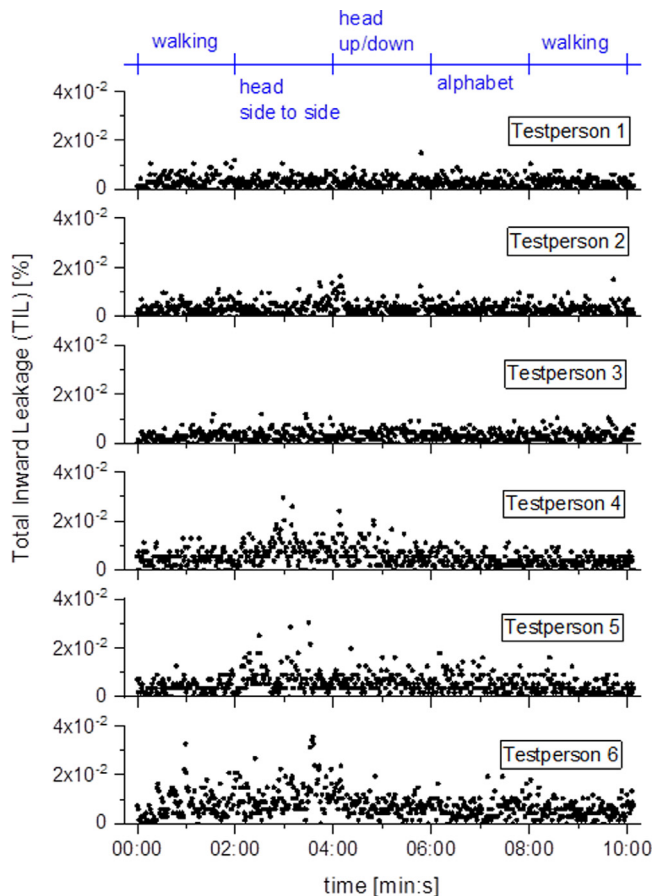 head
walking
up/down
walking
head
side to side
alphabet
Total Inward Leakage (TIL) [%]
4x10⁻²
2x10⁻²
0
Testperson 1
4x10⁻²
2x10⁻²
0
Testperson 2
4x10⁻²
2x10⁻²
0
Testperson 3
4x10⁻²
2x10⁻²
0
Testperson 4
4x10⁻²
2x10⁻²
0
Testperson 5
4x10⁻²
2x10⁻²
0
Testperson 6
00:00 02:00 04:00 06:00 08:00 10:00
time [min:s]